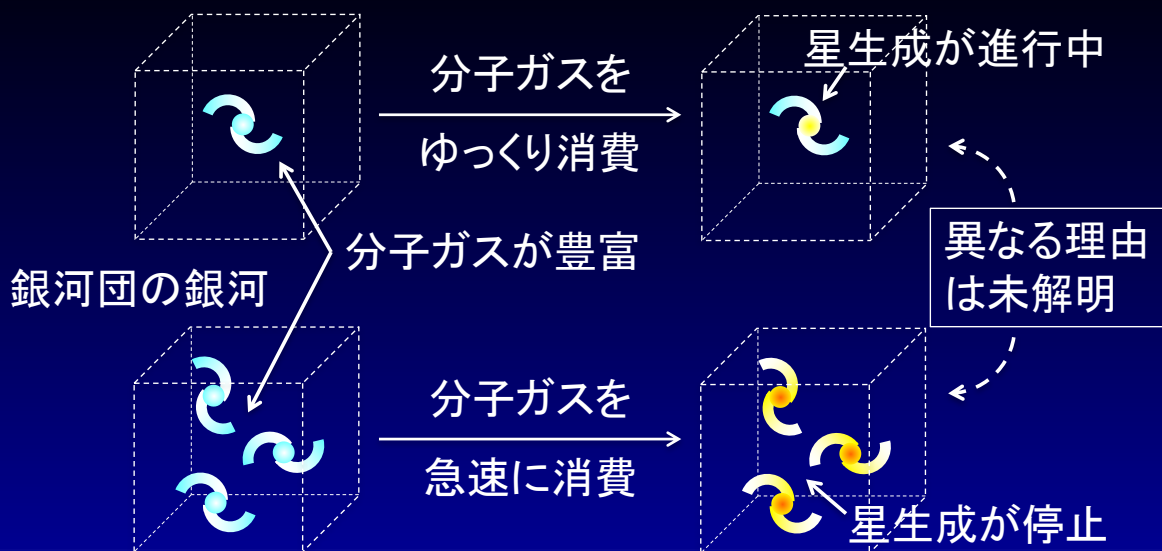 分子ガスを
ゆっくり消費
星生成が進行中
分子ガスが豊富
銀河団の銀河
異なる理由
は未解明
分子ガスを
急速に消費
星生成が停止